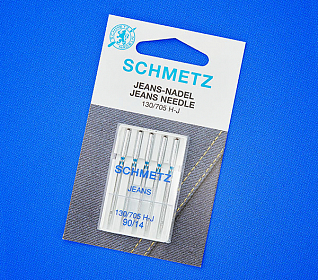 SCHMETZ
JEANS-NADEL
JEANS NEEDLE
130/705 H-J
SCHMETZ
JEANS
130/705 H-J
90/14